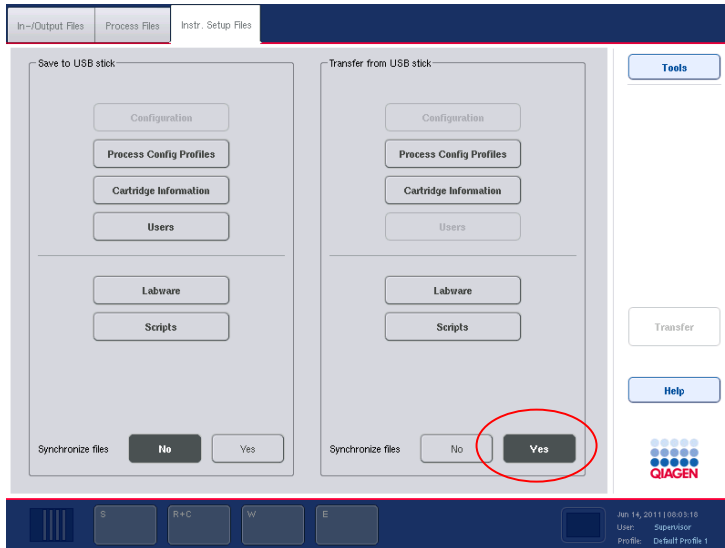 In-/Output Files
Process Files
Instr. Setup Files
Save to USB stick
Configuration
Process Config Profiles
Cartridge Information
Users
Labware
Scripts
Synchronize files
No
Yes
Transfer from USB stick
Configuration
Process Config Profiles
Cartridge Information
Users
Labware
Scripts
Synchronize files
No
Yes
Tools
Transfer
Help
QIAGEN
S
R+C
W
E
Jun 14, 2011 | 08:03:18
User: Supervisor
Profile: Default Profile 1